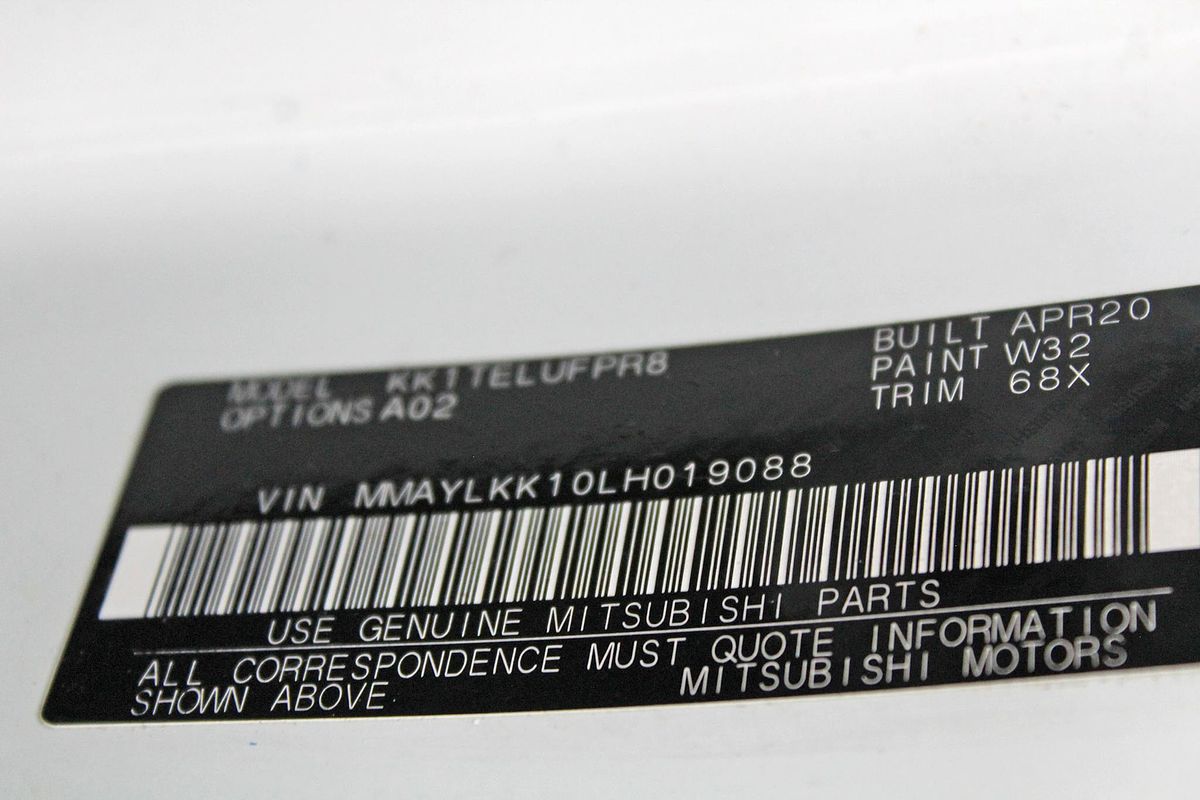 MODEL KK1TELUFPR8
OPTIONS A02
BUILT APR20
PAINT W32
TRIM 68X
VIN MMAYLKK10LH019088
USE GENUINE MITSUBISHI PARTS
ALL CORRESPONDENCE MUST QUOTE INFORMATION
SHOWN ABOVE. MITSUBISHI MOTORS